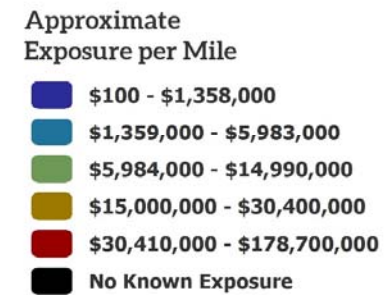 Approximate
Exposure per Mile
$100 - $1,358,000
$1,359,000 - $5,983,000
$5,984,000 - $14,990,000
$15,000,000 - $30,400,000
$30,410,000 - $178,700,000
No Known Exposure